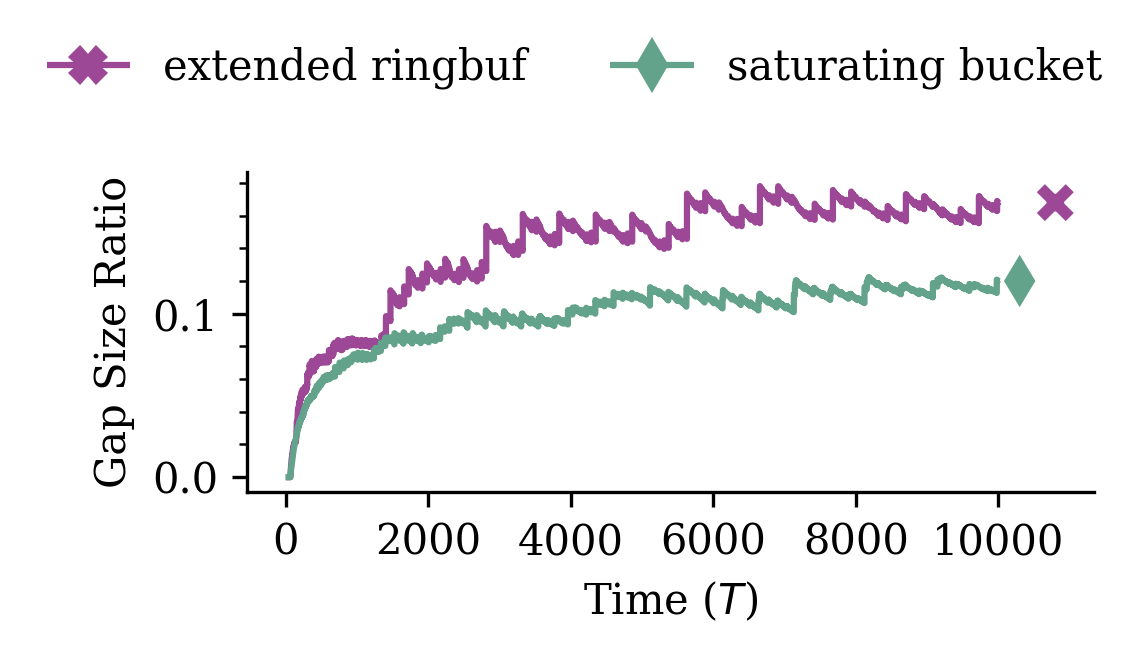 extended ringbuf
saturating bucket
Gap Size Ratio
0.1
0.0
0 2000 4000 6000 8000 10000
Time (T)